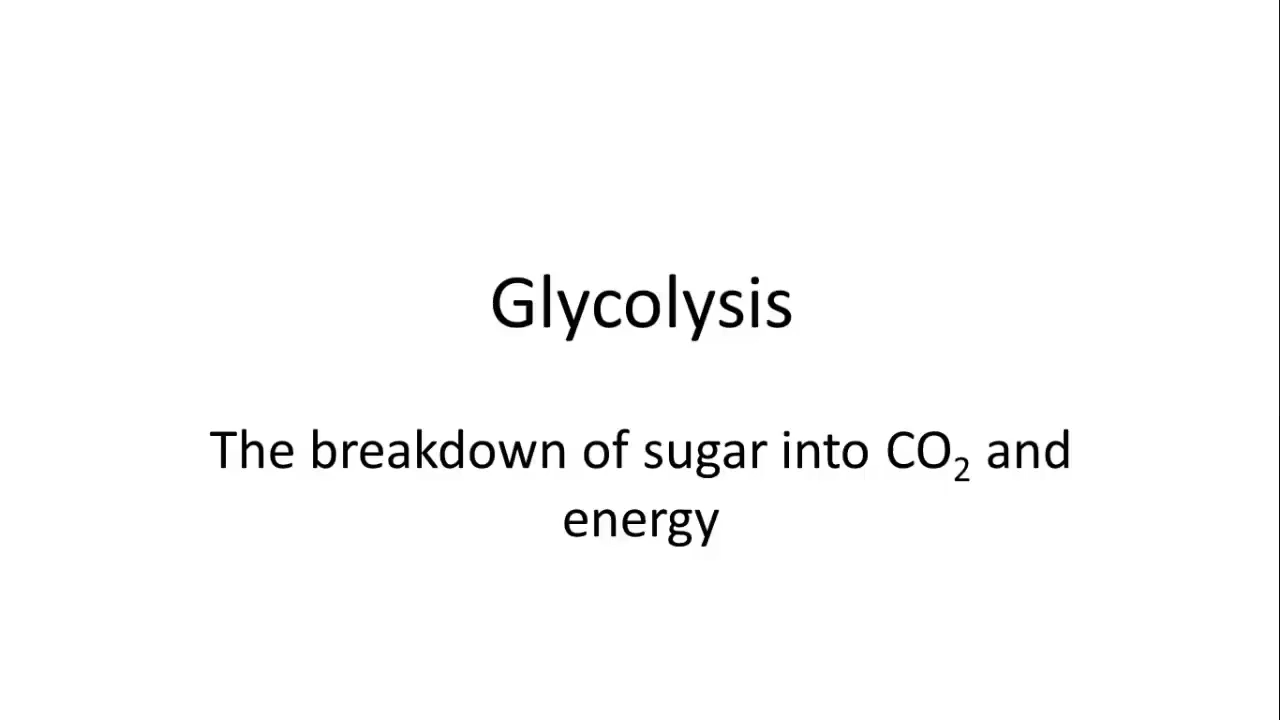 Glycolysis
The breakdown of sugar into CO₂ and
energy